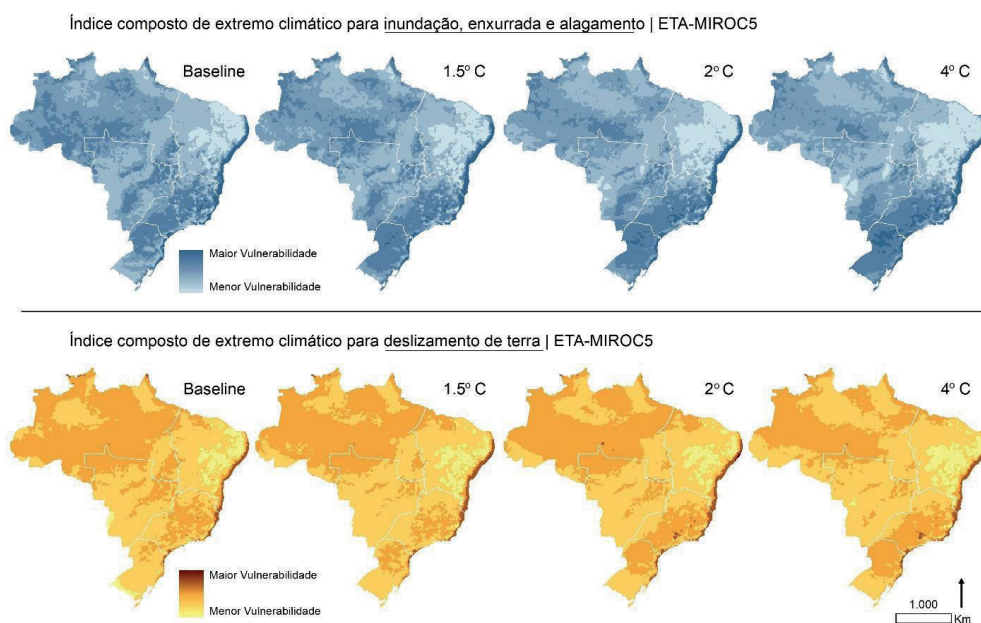 Índice composto de extremo climático para inundação, enxurrada e alagamento | ETA-MIROC5
Baseline
1.5º C
2º C
4º C
Maior Vulnerabilidade
Menor Vulnerabilidade
Índice composto de extremo climático para deslizamento de terra | ETA-MIROC5
Baseline
1.5º C
2º C
4º C
Maior Vulnerabilidade
Menor Vulnerabilidade
1.000
Km